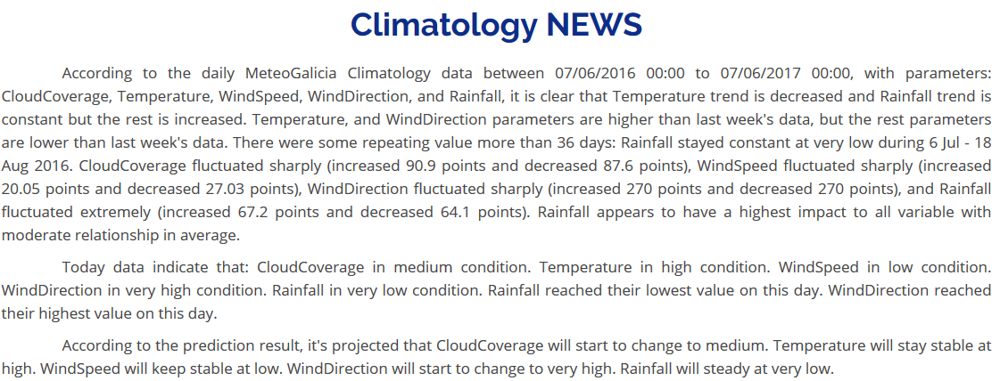 Climatology NEWS
According to the daily MeteoGalicia Climatology data between 07/06/2016 00:00 to 07/06/2017 00:00, with parameters:
CloudCoverage, Temperature, WindSpeed, WindDirection, and Rainfall, it is clear that Temperature trend is decreased and Rainfall trend is
constant but the rest is increased. Temperature, and WindDirection parameters are higher than last week's data, but the rest parameters
are lower than last week's data. There were some repeating value more than 36 days: Rainfall stayed constant at very low during 6 Jul - 18
Aug 2016. CloudCoverage fluctuated sharply (increased 90.9 points and decreased 87.6 points), WindSpeed fluctuated sharply (increased
20.05 points and decreased 27.03 points), WindDirection fluctuated sharply (increased 270 points and decreased 270 points), and Rainfall
fluctuated extremely (increased 67.2 points and decreased 64.1 points). Rainfall appears to have a highest impact to all variable with
moderate relationship in average.
Today data indicate that: CloudCoverage in medium condition. Temperature in high condition. WindSpeed in low condition.
WindDirection in very high condition. Rainfall in very low condition. Rainfall reached their lowest value on this day. WindDirection reached
their highest value on this day.
According to the prediction result, it's projected that CloudCoverage will start to change to medium. Temperature will stay stable at
high. WindSpeed will keep stable at low. WindDirection will start to change to very high. Rainfall will steady at very low.